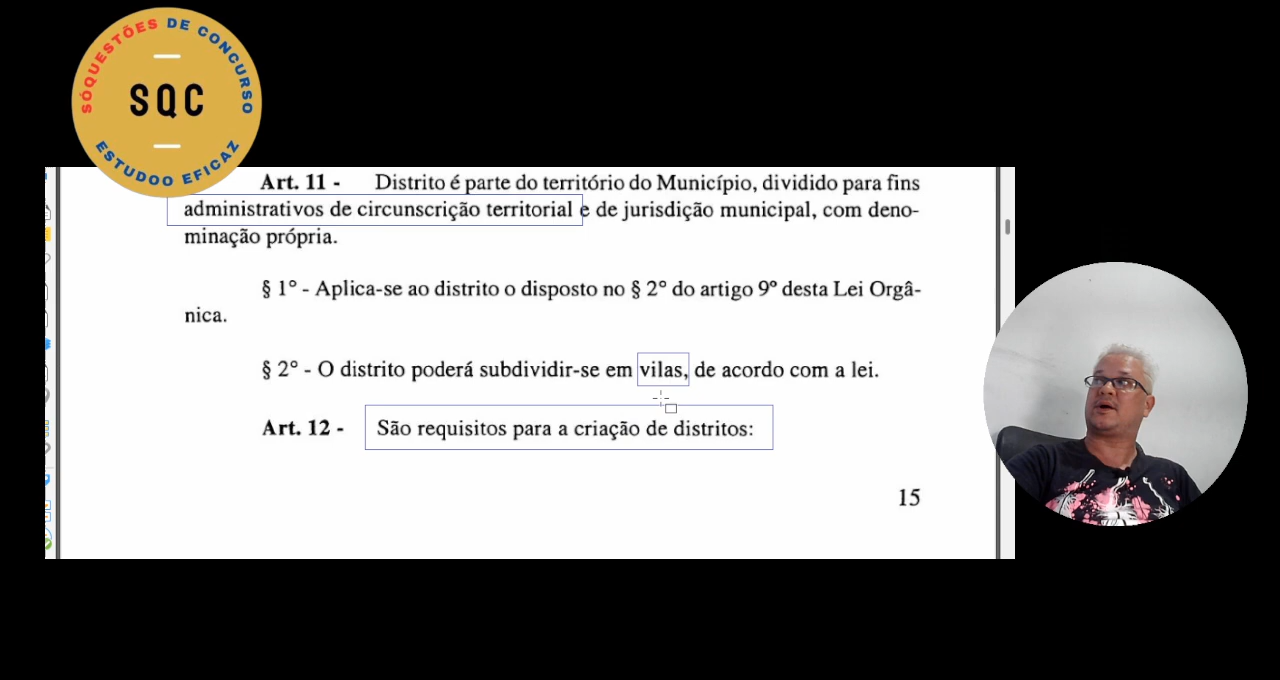 SÓQUESTÕES DE CONCURSO
SQC
ESTUDOO EFICAZ
Art. 11 - Distrito é parte do território do Município, dividido para fins
administrativos de circunscrição territorial e de jurisdição municipal, com deno-
minação própria.
§ 1° - Aplica-se ao distrito o disposto no § 2° do artigo 9° desta Lei Orgâ-
nica.
§ 2° - O distrito poderá subdividir-se em vilas, de acordo com a lei.
Art. 12 - São requisitos para a criação de distritos:
15